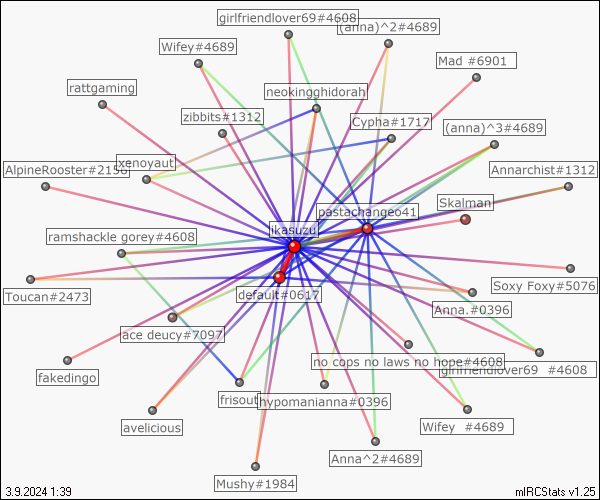 girlfriendlover69#4608
(anna)^2#4689
Wifey#4689
Mad #6901
rattgaming
neokingghidorah
zibbits#1312
Cypha#1717
(anna)^3#4689
xenoyaut
AlpineRooster#2158
Annarchist#1312
Skalman
pastachangeo41
ikasuzu
ramshackle gorey#4608
Soxy Foxy#5076
Toucan#2473
default#0617
Anna.#0396
ace deucy#7097
no cops no laws no hope#4608
girlfriendlover69 #4608
fakedingo
frisout
hypomanianna#0396
avelicious
Wifey #4689
Anna^2#4689
Mushy#1984
3.9.2024 1:39
mIRCStats v1.25